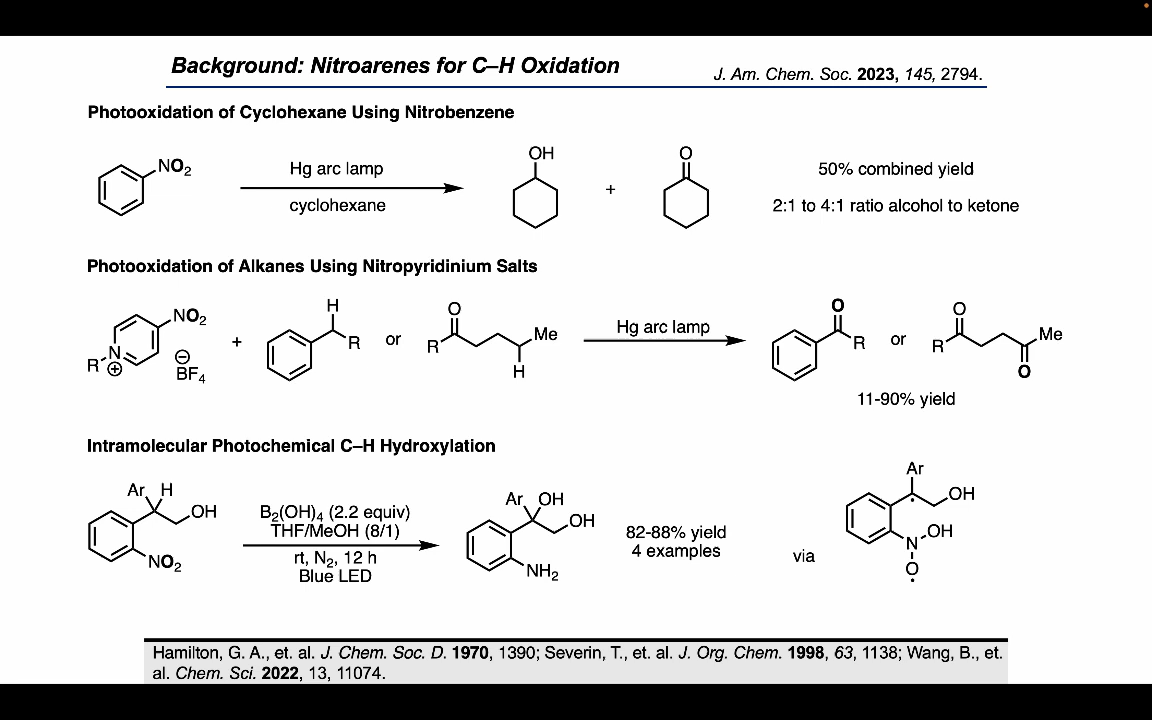 Background: Nitroarenes for C–H Oxidation
J. Am. Chem. Soc. 2023, 145, 2794.
Photooxidation of Cyclohexane Using Nitrobenzene
NO2
Hg arc lamp
cyclohexane
OH
+
O
50% combined yield
2:1 to 4:1 ratio alcohol to ketone
Photooxidation of Alkanes Using Nitropyridinium Salts
NO2
N
R
⊕
⊖
BF4
+
H
R
or
O
R
Me
H
Hg arc lamp
O
R
or
O
R
Me
O
11-90% yield
Intramolecular Photochemical C–H Hydroxylation
Ar H
OH
NO2
B2(OH)4 (2.2 equiv)
THF/MeOH (8/1)
rt, N2, 12 h
Blue LED
Ar OH
OH
NH2
82-88% yield
4 examples
via
Ar
OH
N OH
O
Hamilton, G. A., et. al. J. Chem. Soc. D. 1970, 1390; Severin, T., et. al. J. Org. Chem. 1998, 63, 1138; Wang, B., et.
al. Chem. Sci. 2022, 13, 11074.